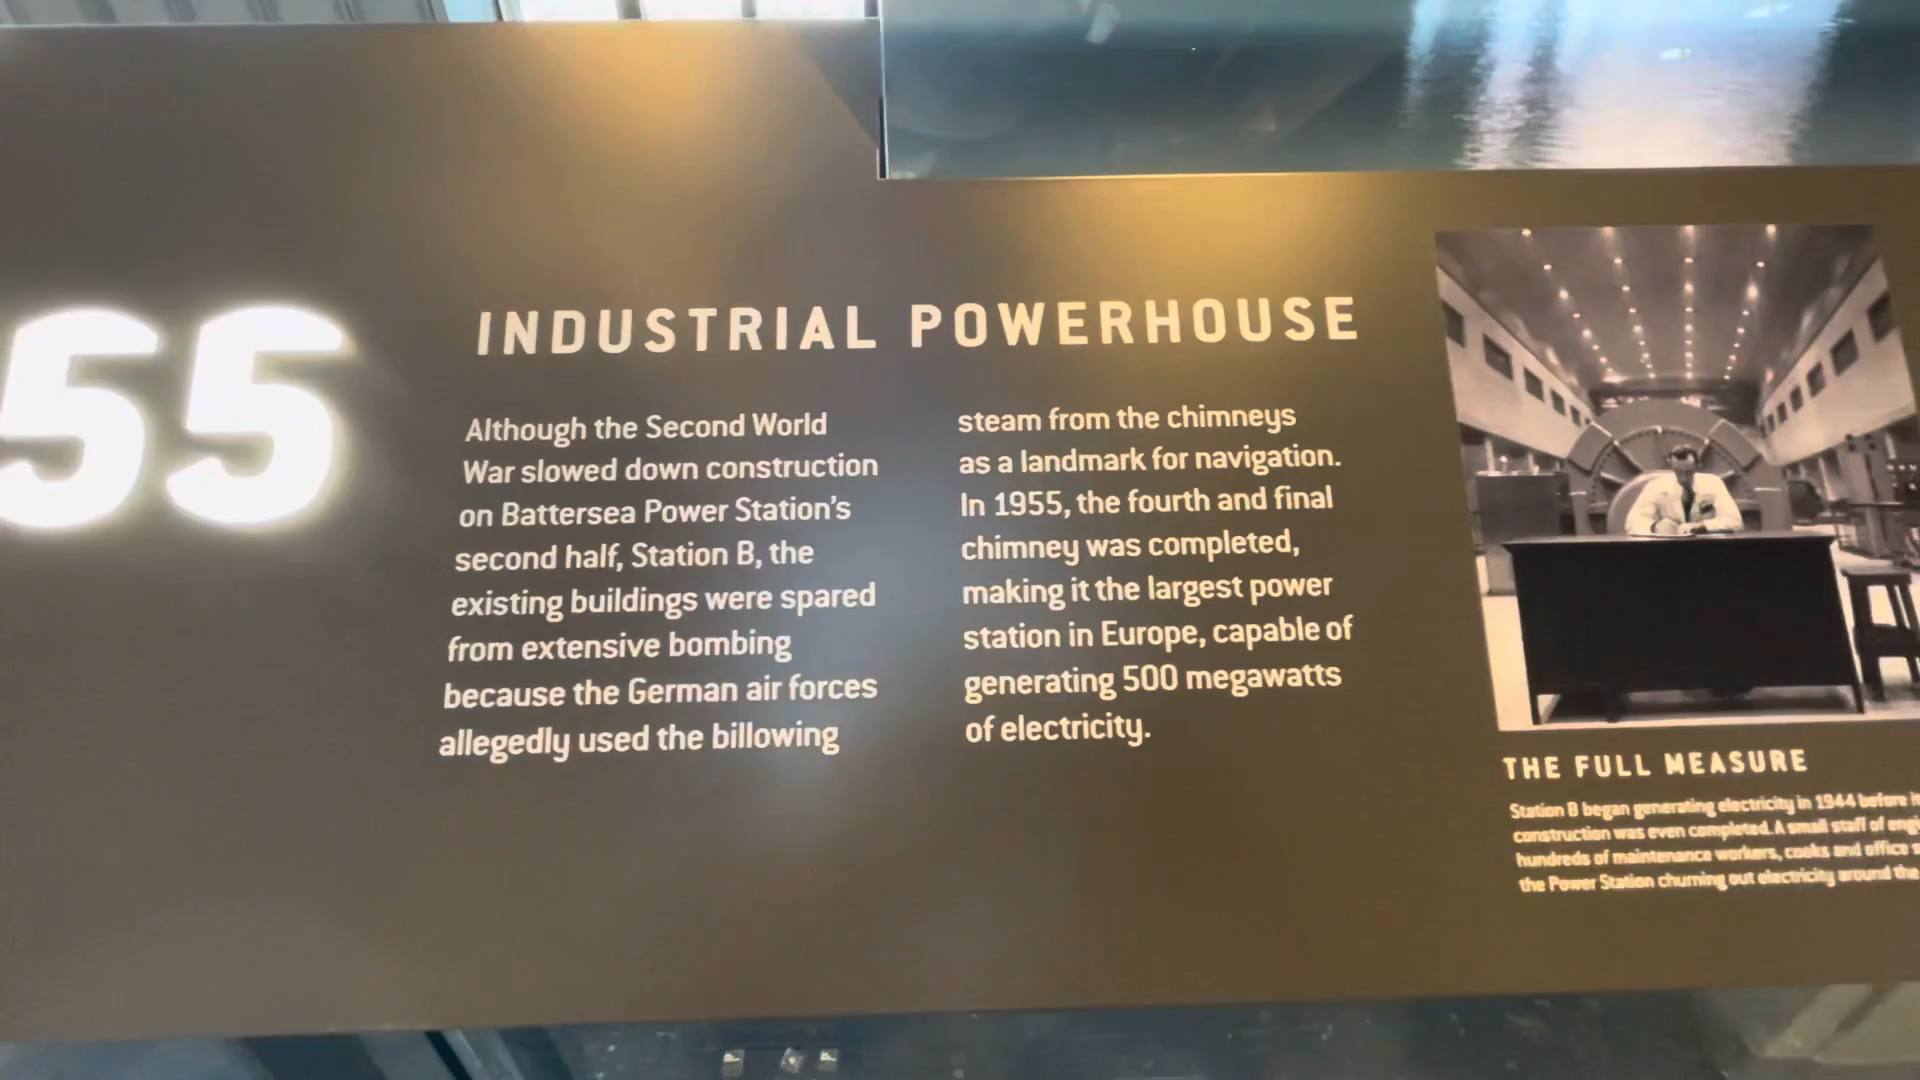 55
INDUSTRIAL POWERHOUSE
Although the Second World
War slowed down construction
on Battersea Power Station's
second half, Station B, the
existing buildings were spared
from extensive bombing
because the German air forces
allegedly used the billowing
steam from the chimneys
as a landmark for navigation.
In 1955, the fourth and final
chimney was completed,
making it the largest power
station in Europe, capable of
generating 500 megawatts
of electricity.
THE FULL MEASURE
Station B began generating electricity in 1944 before
construction was even completed. A small staff of
hundreds of maintenance workers, cooks and office
the Power Station churning out electricity around the